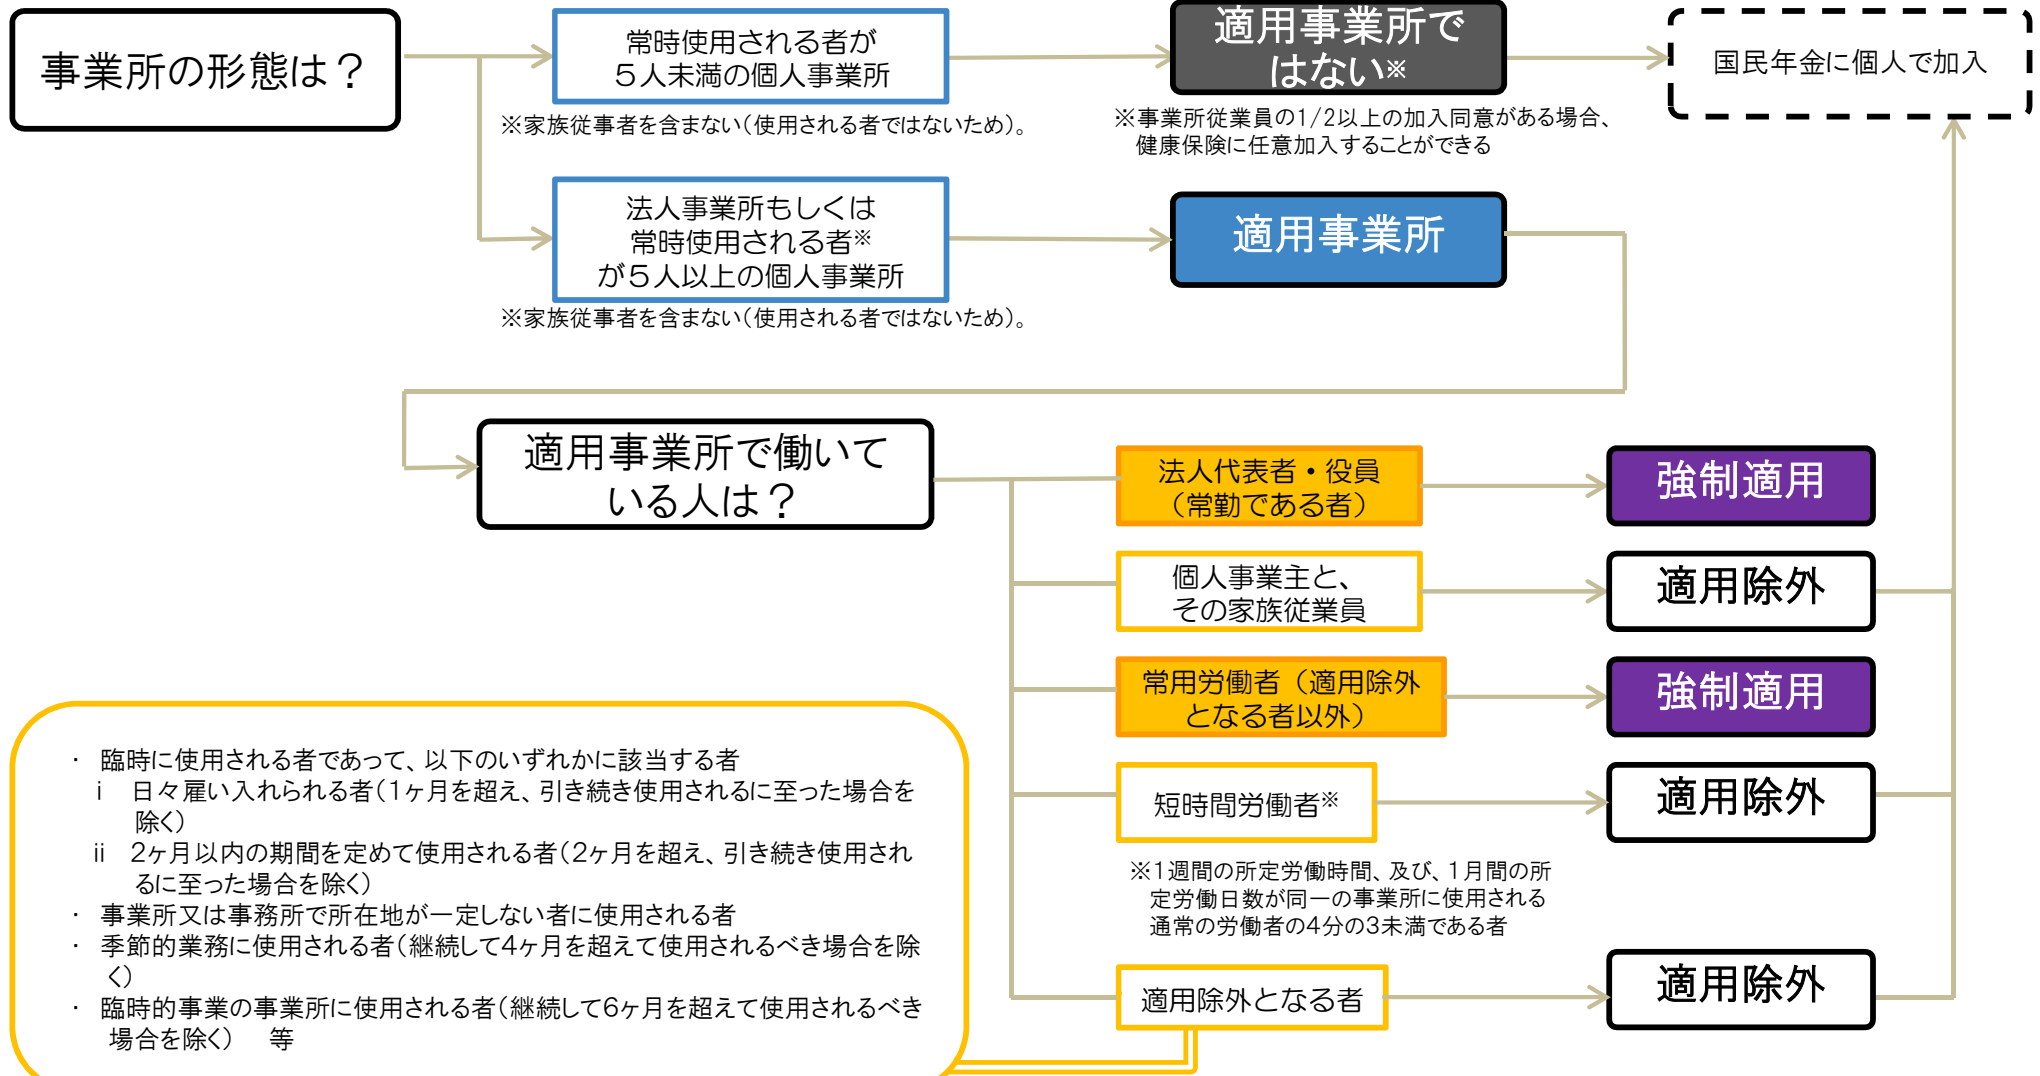 事業所の形態は？
常時使用される者が
５人未満の個人事業所
※家族従事者を含まない（使用される者ではないため）。
適用事業所で
はない※
※事業所従業員の1/2以上の加入同意がある場合、
健康保険に任意加入することができる
国民年金に個人で加入
法人事業所もしくは
常時使用される者※
が５人以上の個人事業所
※家族従事者を含まない（使用される者ではないため）。
適用事業所
適用事業所で働いて
いる人は？
法人代表者・役員
（常勤である者）
強制適用
個人事業主と、
その家族従業員
適用除外
常用労働者（適用除外
となる者以外）
強制適用
短時間労働者※
適用除外
※1週間の所定労働時間、及び、1月間の所
定労働日数が同一の事業所に使用される
通常の労働者の4分の3未満である者
適用除外となる者
適用除外
・ 臨時に使用される者であって、以下のいずれかに該当する者
ⅰ 日々雇い入れられる者（1ヶ月を超え、引き続き使用されるに至った場合を
除く）
ⅱ 2ヶ月以内の期間を定めて使用される者（2ヶ月を超え、引き続き使用され
るに至った場合を除く）
・ 事業所又は事務所で所在地が一定しない者に使用される者
・ 季節的業務に使用される者（継続して4ヶ月を超えて使用されるべき場合を除
く）
・ 臨時的事業の事業所に使用される者（継続して6ヶ月を超えて使用されるべき
場合を除く） 等